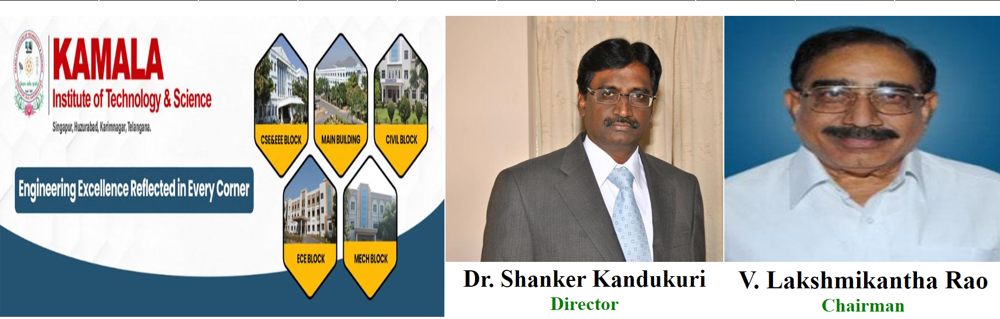 KAMALA
Institute of Technology & Science
Singapur, Huzurabad, Karimnagar, Telangana.
Engineering Excellence Reflected in Every Corner
CSE&EEE BLOCK
MAIN BUILDING
CIVIL BLOCK
ECE BLOCK
MECH BLOCK
Dr. Shanker Kandukuri
Director
V. Lakshmikantha Rao
Chairman